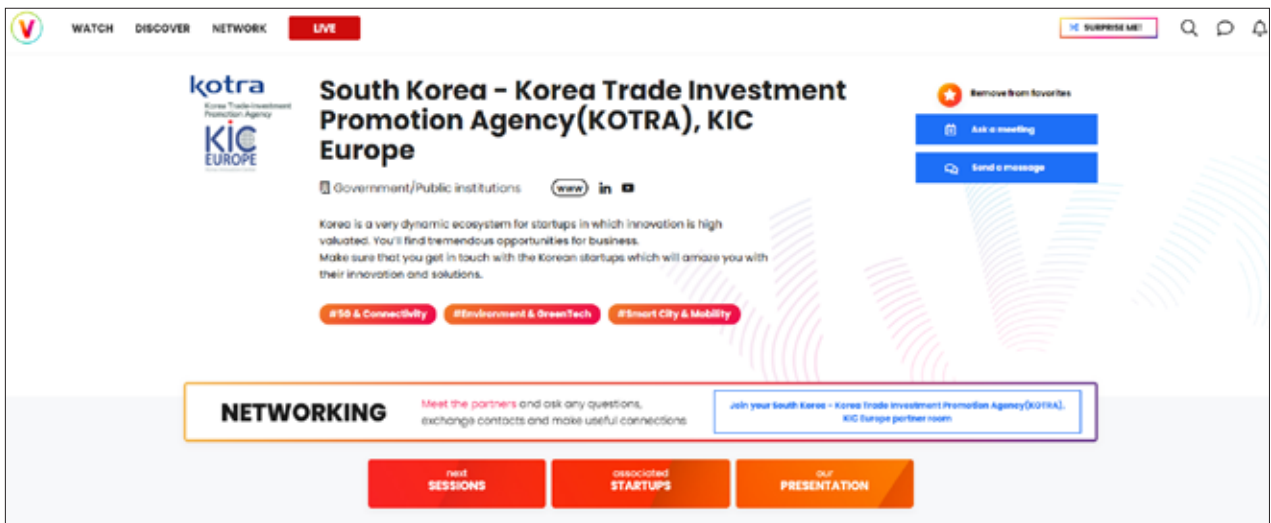 V WATCH DISCOVER NETWORK LIVE SURPRISE ME!
kotra
Korea Trade-Investment
Promotion Agency
KIC
EUROPE
South Korea - Korea Trade Investment
Promotion Agency(KOTRA), KIC
Europe
Government/Public institutions www in
Korea is a very dynamic ecosystem for startups in which innovation is high
valuated. You'll find tremendous opportunities for business.
Make sure that you get in touch with the Korean startups which will amaze you with
their innovation and solutions.
#5G & Connectivity #Environment & GreenTech #Smart City & Mobility
Remove from favorites
Ask a meeting
Send a message
NETWORKING
Meet the partners and ask any questions,
exchange contacts and make useful connections
Join your South Korea - Korea Trade Investment Promotion Agency(KOTRA),
KIC Europe partner room
next
SESSIONS
associated
STARTUPS
our
PRESENTATION